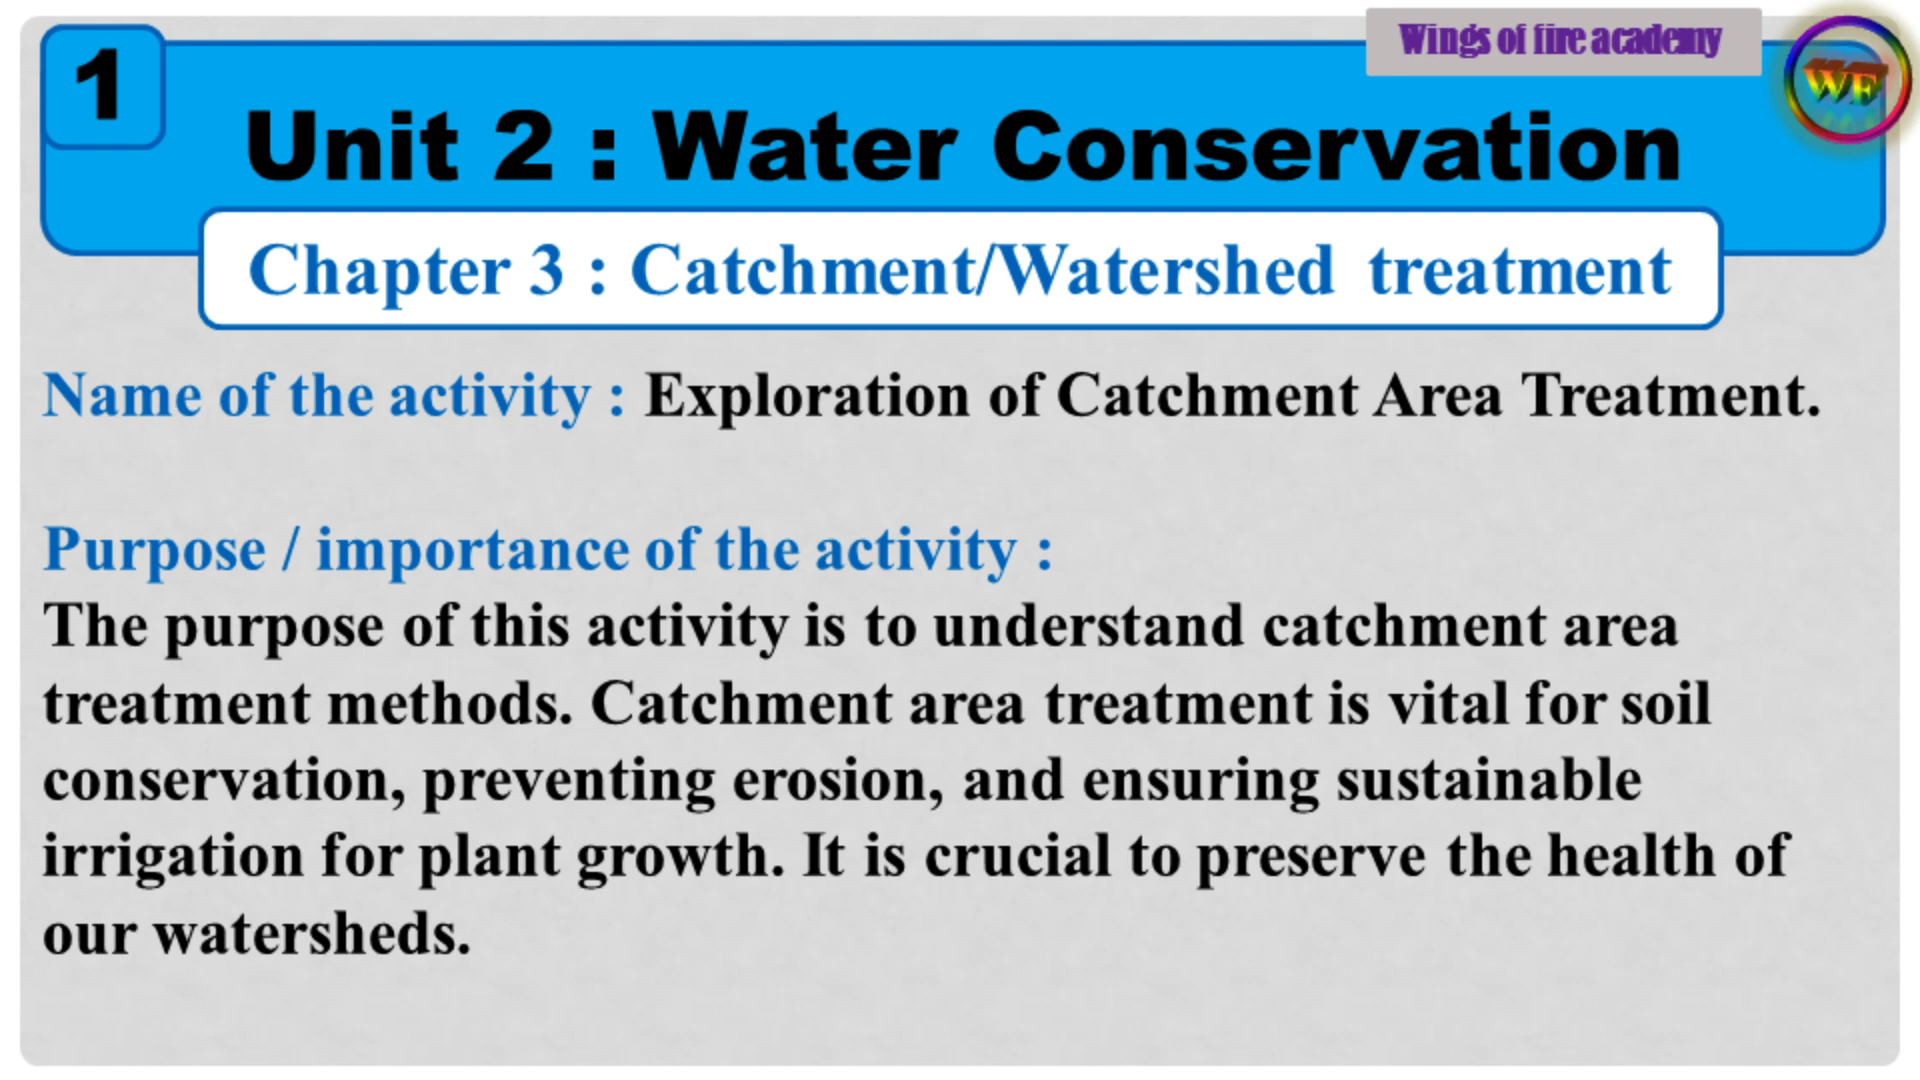 1
Wings of fire academy
WF
Unit 2 : Water Conservation
Chapter 3 : Catchment/Watershed treatment
Name of the activity : Exploration of Catchment Area Treatment.
Purpose / importance of the activity :
The purpose of this activity is to understand catchment area
treatment methods. Catchment area treatment is vital for soil
conservation, preventing erosion, and ensuring sustainable
irrigation for plant growth. It is crucial to preserve the health of
our watersheds.